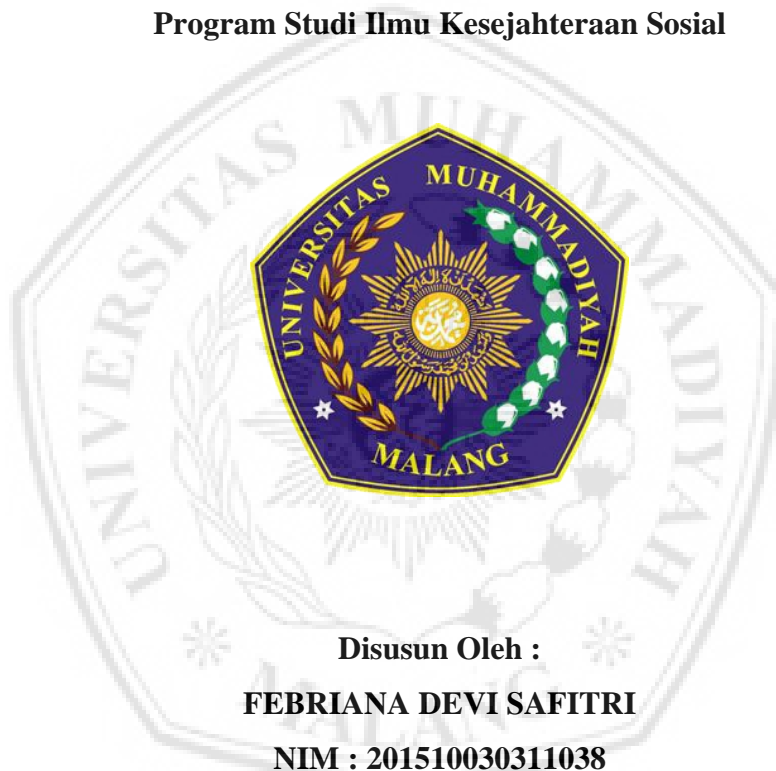 Program Studi Ilmu Kesejahteraan Sosial
UNIVERSITAS MUHAMMADIYAH
MALANG
Disusun Oleh :
FEBRIANA DEVI SAFITRI
NIM : 201510030311038